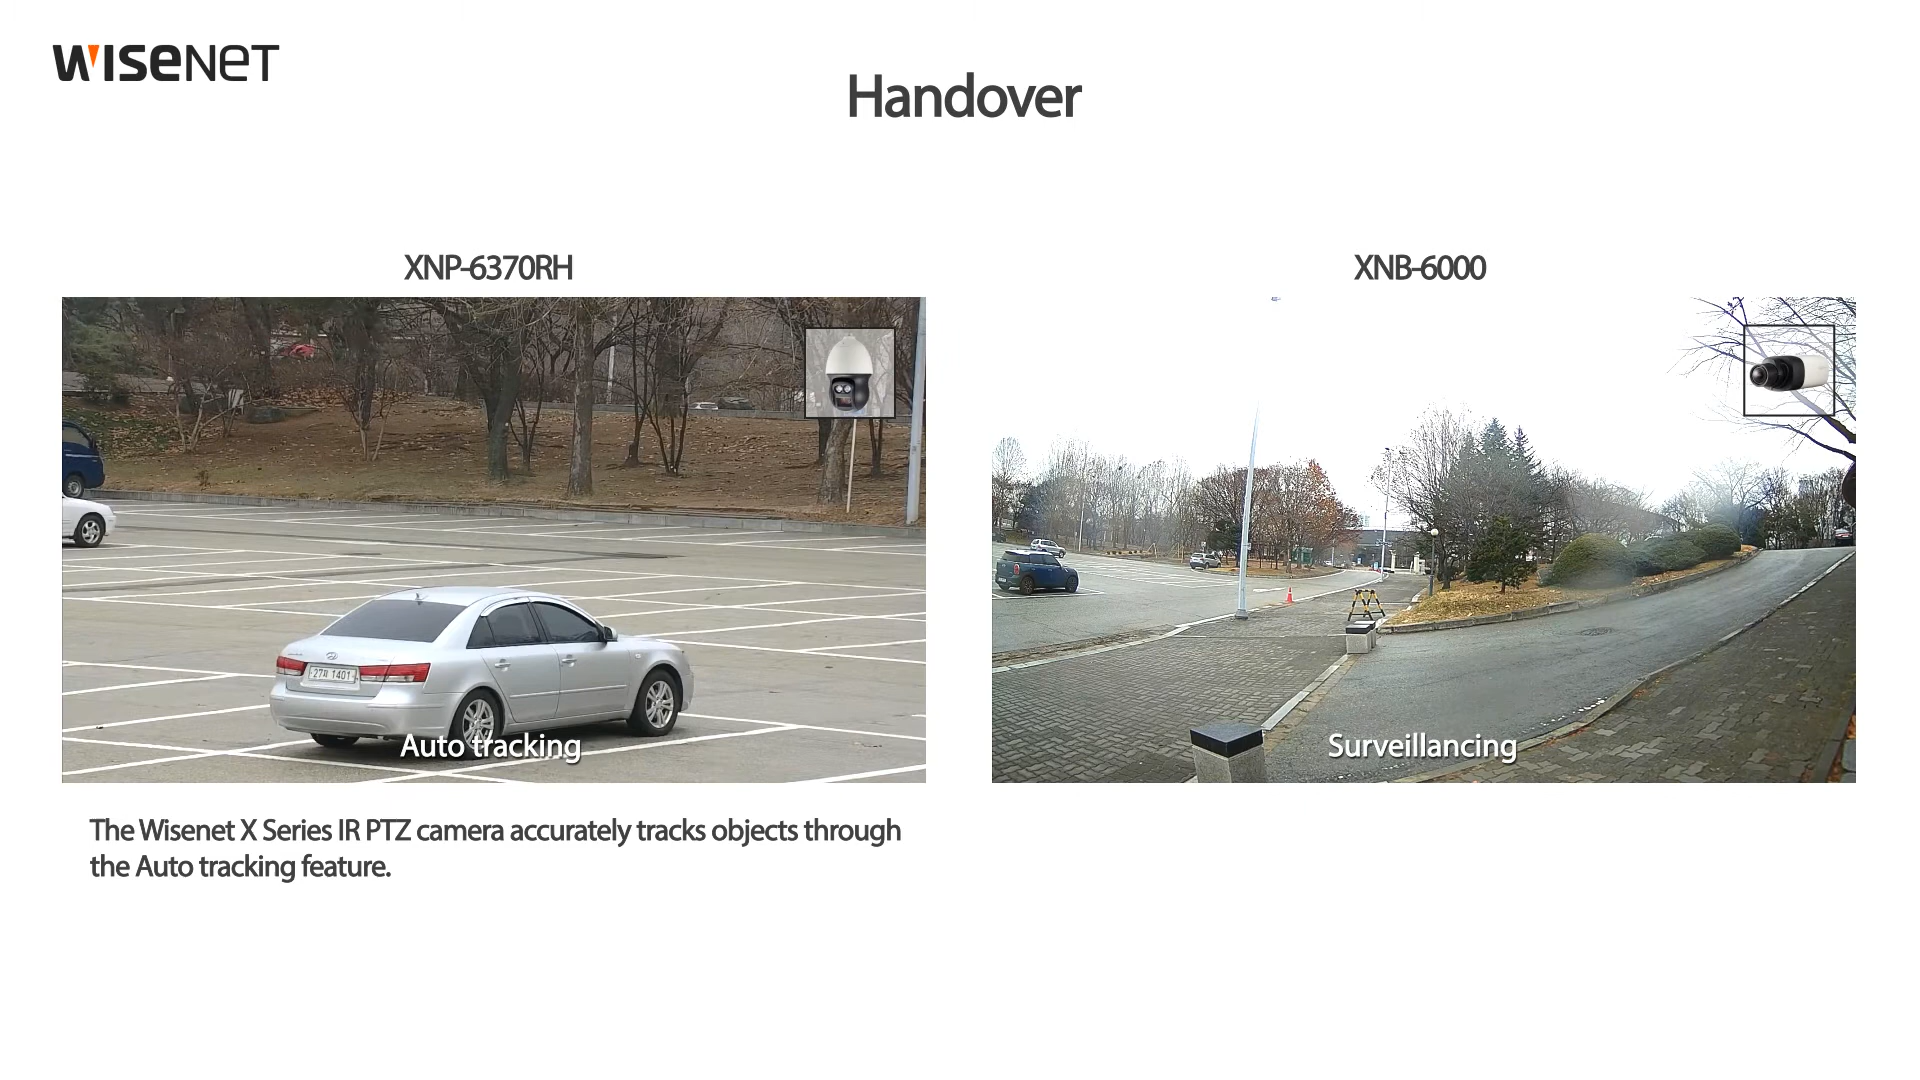 WISENET
Handover
XNP-6370RH
XNB-6000
1401
Auto tracking
Surveillancing
The Wisenet X Series IR PTZ camera accurately tracks objects through
the Auto tracking feature.